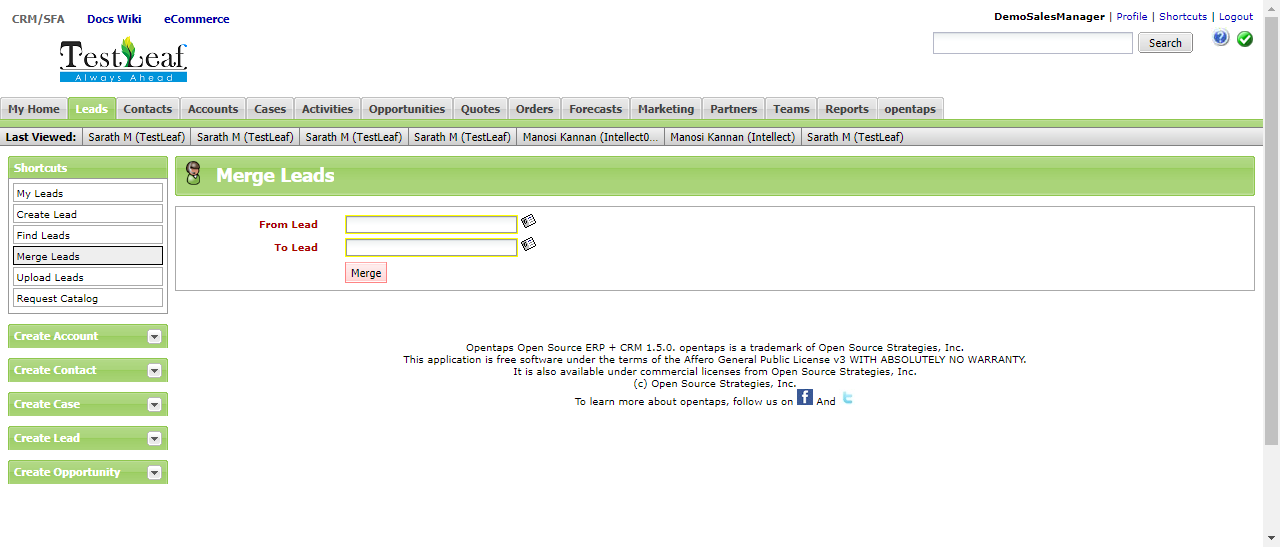 CRM/SFA Docs Wiki eCommerce
DemoSalesManager | Profile | Shortcuts | Logout
TestLeaf
Always Ahead
Search
My Home Leads Contacts Accounts Cases Activities Opportunities Quotes Orders Forecasts Marketing Partners Teams Reports opentaps
Last Viewed: Sarath M (TestLeaf) Sarath M (TestLeaf) Sarath M (TestLeaf) Sarath M (TestLeaf) Manosi Kannan (Intellect0... Manosi Kannan (Intellect) Sarath M (TestLeaf)
Shortcuts
My Leads
Create Lead
Find Leads
Merge Leads
Upload Leads
Request Catalog
Create Account
Create Contact
Create Case
Create Lead
Create Opportunity
Merge Leads
From Lead
To Lead
Merge
Opentaps Open Source ERP + CRM 1.5.0. opentaps is a trademark of Open Source Strategies, Inc.
This application is free software under the terms of the Affero General Public License v3 WITH ABSOLUTELY NO WARRANTY.
It is also available under commercial licenses from Open Source Strategies, Inc.
(c) Open Source Strategies, Inc.
To learn more about opentaps, follow us on f And t